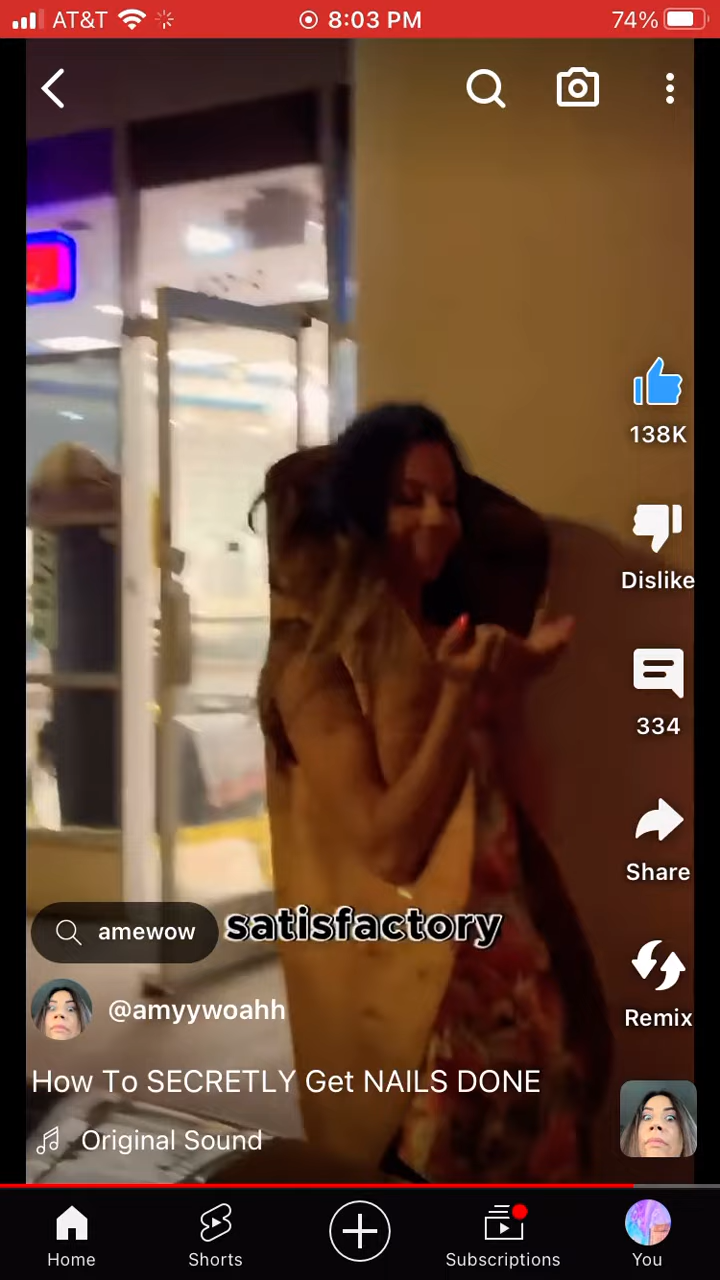 AT&T 8:03 PM 74%
138K
Dislike
334
Share
Remix
amewow
satisfactory
@amyywoahh
How To SECRETLY Get NAILS DONE
Original Sound
Home Shorts Subscriptions You